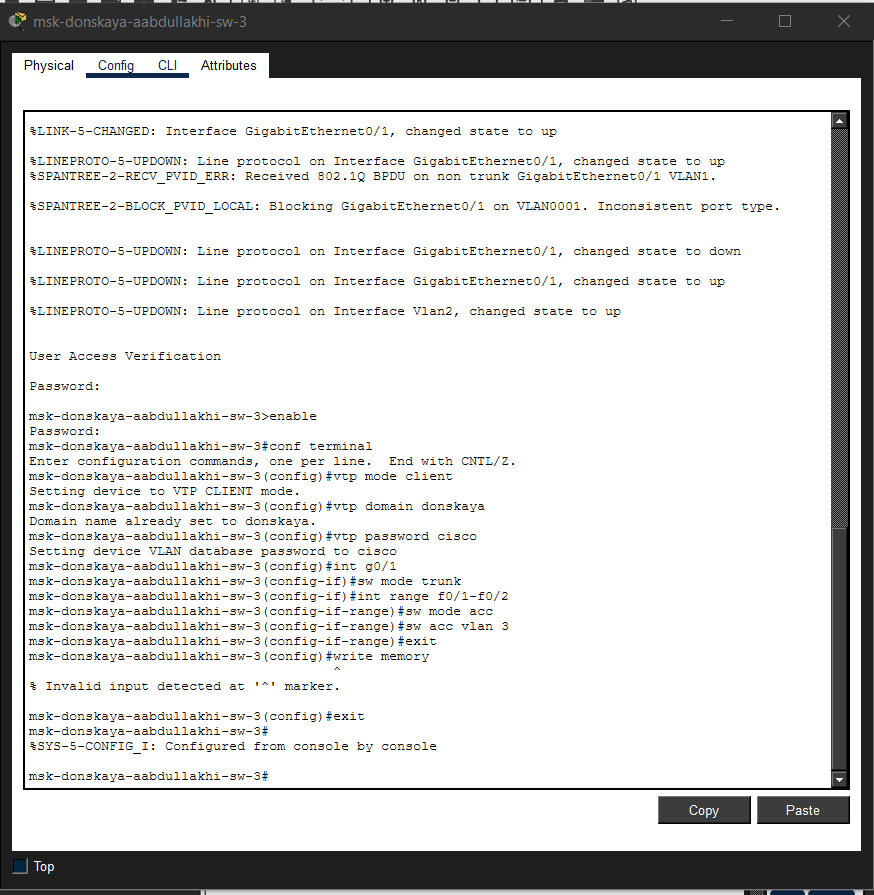 msk-donskaya-aabdullakhi-sw-3
Physical Config CLI Attributes
%LINK-5-CHANGED: Interface GigabitEthernet0/1, changed state to up
%LINEPROTO-5-UPDOWN: Line protocol on Interface GigabitEthernet0/1, changed state to up
%SPANTREE-2-RECV_PVID_ERR: Received 802.1Q BPDU on non trunk GigabitEthernet0/1 VLAN1.
%SPANTREE-2-BLOCK_PVID_LOCAL: Blocking GigabitEthernet0/1 on VLAN0001. Inconsistent port type.
%LINEPROTO-5-UPDOWN: Line protocol on Interface GigabitEthernet0/1, changed state to down
%LINEPROTO-5-UPDOWN: Line protocol on Interface GigabitEthernet0/1, changed state to up
%LINEPROTO-5-UPDOWN: Line protocol on Interface Vlan2, changed state to up
User Access Verification
Password:
msk-donskaya-aabdullakhi-sw-3>enable
Password:
msk-donskaya-aabdullakhi-sw-3#conf terminal
Enter configuration commands, one per line.  End with CNTL/Z.
msk-donskaya-aabdullakhi-sw-3(config)#vtp mode client
Setting device to VTP CLIENT mode.
msk-donskaya-aabdullakhi-sw-3(config)#vtp domain donskaya
Domain name already set to donskaya.
msk-donskaya-aabdullakhi-sw-3(config)#vtp password cisco
Setting device VLAN database password to cisco
msk-donskaya-aabdullakhi-sw-3(config)#int g0/1
msk-donskaya-aabdullakhi-sw-3(config-if)#sw mode trunk
msk-donskaya-aabdullakhi-sw-3(config-if)#int range f0/1-f0/2
msk-donskaya-aabdullakhi-sw-3(config-if-range)#sw mode acc
msk-donskaya-aabdullakhi-sw-3(config-if-range)#sw acc vlan 3
msk-donskaya-aabdullakhi-sw-3(config-if-range)#exit
msk-donskaya-aabdullakhi-sw-3(config)#write memory
^
% Invalid input detected at '^' marker.
msk-donskaya-aabdullakhi-sw-3(config)#exit
msk-donskaya-aabdullakhi-sw-3#
%SYS-5-CONFIG_I: Configured from console by console
msk-donskaya-aabdullakhi-sw-3#
Copy Paste
Top